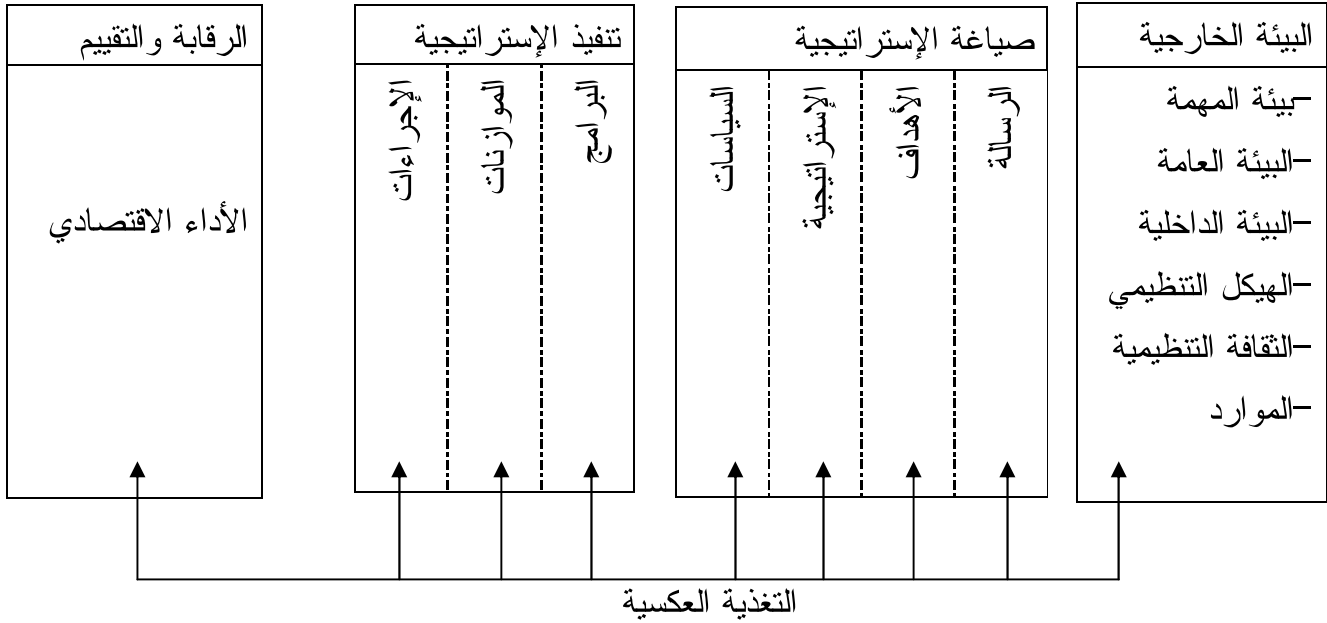 البيئة الخارجية
-بيئة المهمة
-البيئة العامة
-البيئة الداخلية
-الهيكل التنظيمي
-الثقافة التنظيمية
-الموارد
صياغة الإستراتيجية
الرسالة
الأهداف
الإستراتيجية
السياسات
تنفيذ الإستراتيجية
البرامج
الموازنات
الإجراءات
الرقابة والتقييم
الأداء الاقتصادي
التغذية العكسية